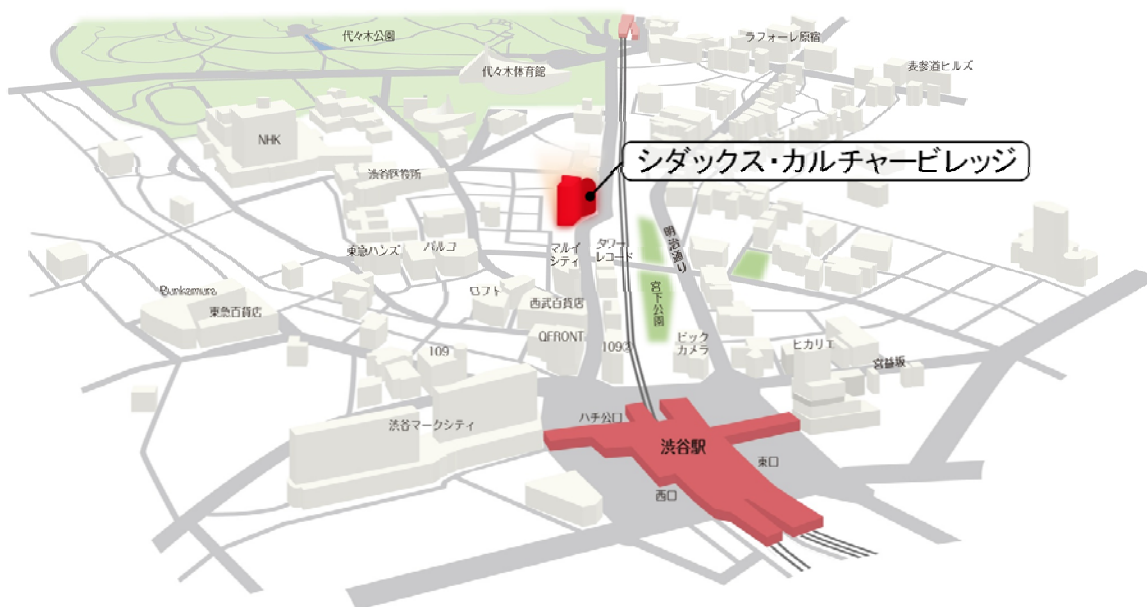 代々木公園
ラフォーレ原宿
代々木体育館
表参道ヒルズ
NHK
シダックス・カルチャービレッジ
渋谷区役所
東急ハンズ
パルコ
マルイ
シティ
タワー
レコード
明治通り
Bunkamura
東急百貨店
ロフト
西武百貨店
宮下公園
QFRONT
109②
ビック
カメラ
ヒカリエ
宮益坂
109
渋谷マークシティ
ハチ公口
渋谷駅
東口
西口